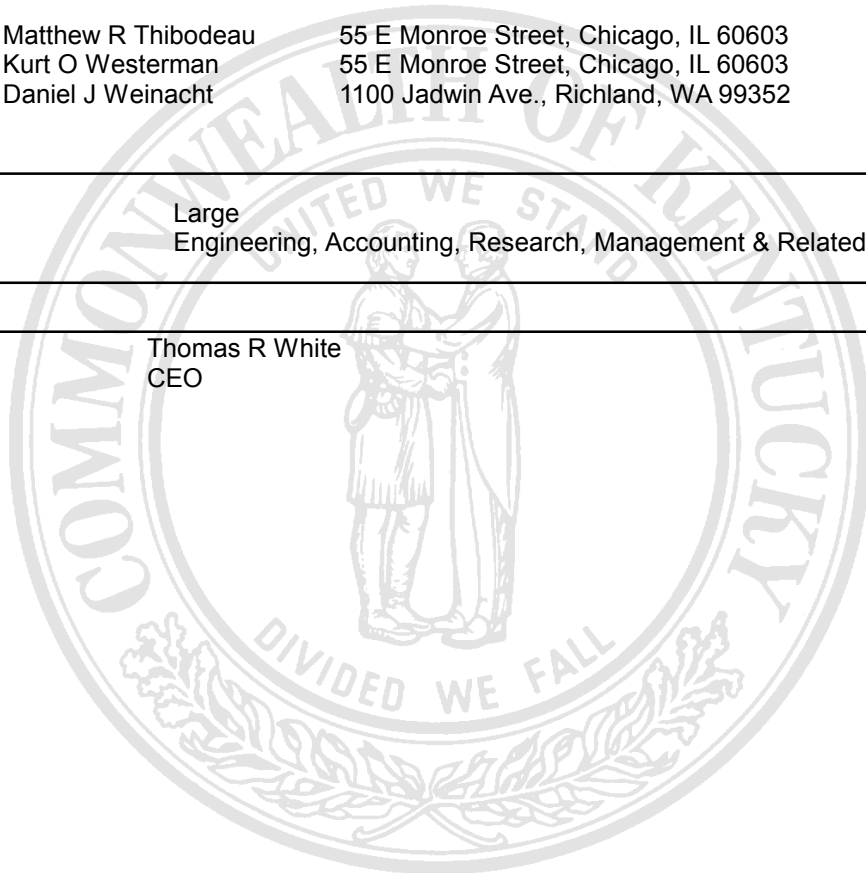 Matthew R Thibodeau 55 E Monroe Street, Chicago, IL 60603
Kurt O Westerman 55 E Monroe Street, Chicago, IL 60603
Daniel J Weinacht 1100 Jadwin Ave., Richland, WA 99352
Large
Engineering, Accounting, Research, Management & Related
Thomas R White
CEO
COMMONWEALTH OF KENTUCKY
UNITED WE STAND
DIVIDED WE FALL